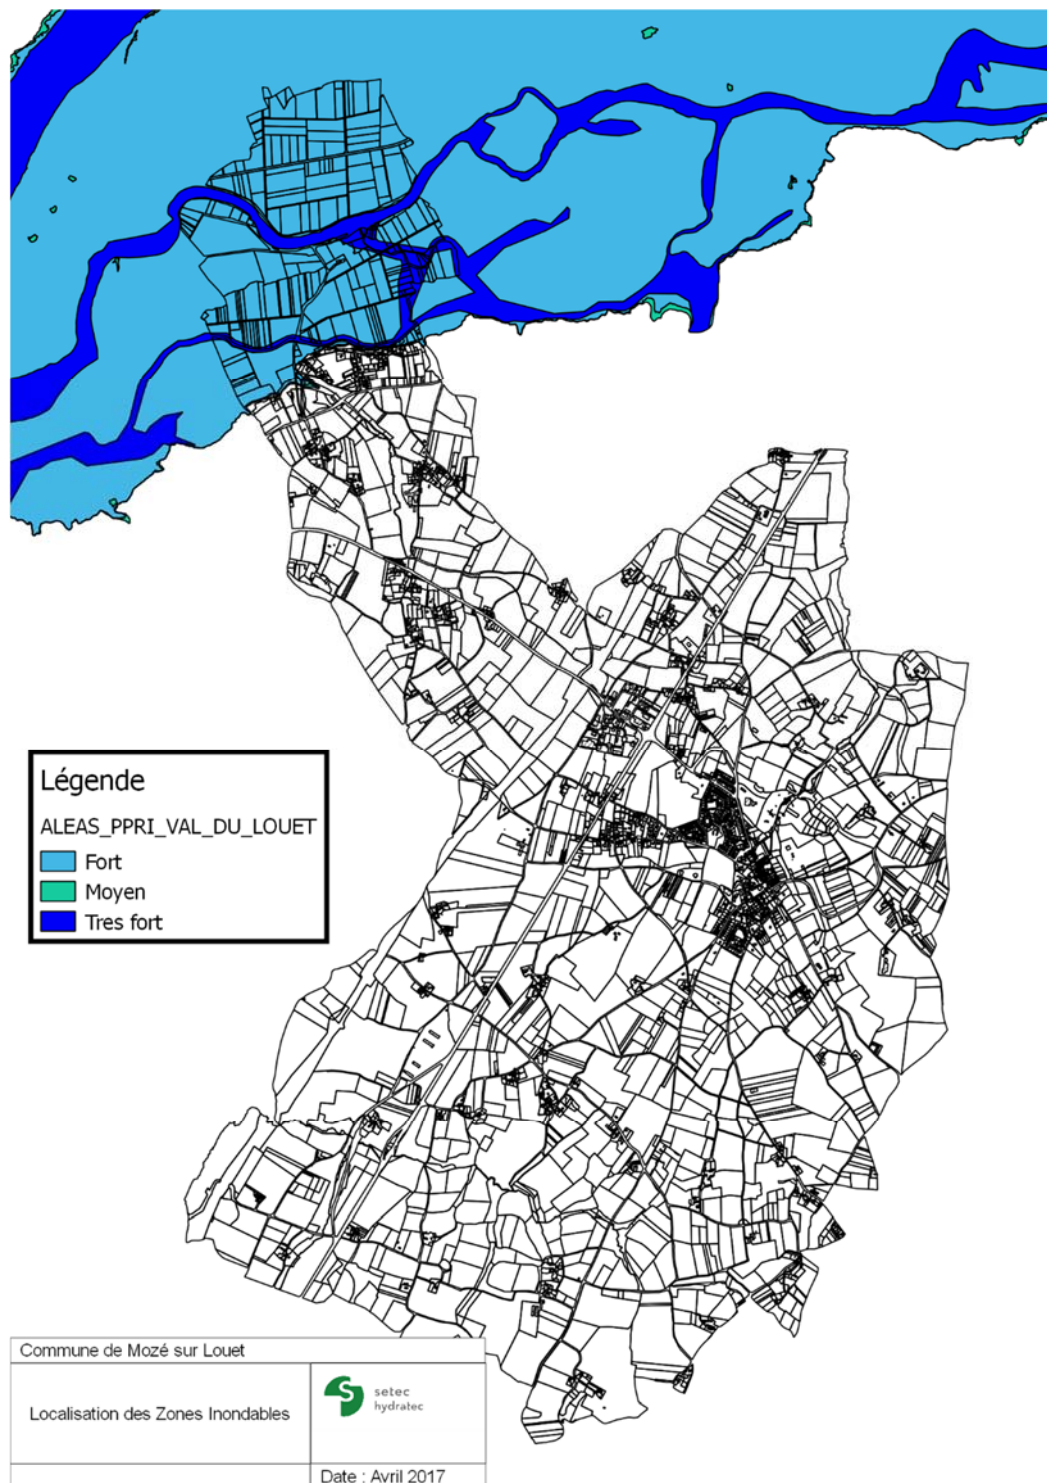 Légende
ALEAS_PPRI_VAL_DU_LOUET
Fort
Moyen
Tres fort
Commune de Mozé sur Louet
Localisation des Zones Inondables
S
setec
hydratec
Date : Avril 2017